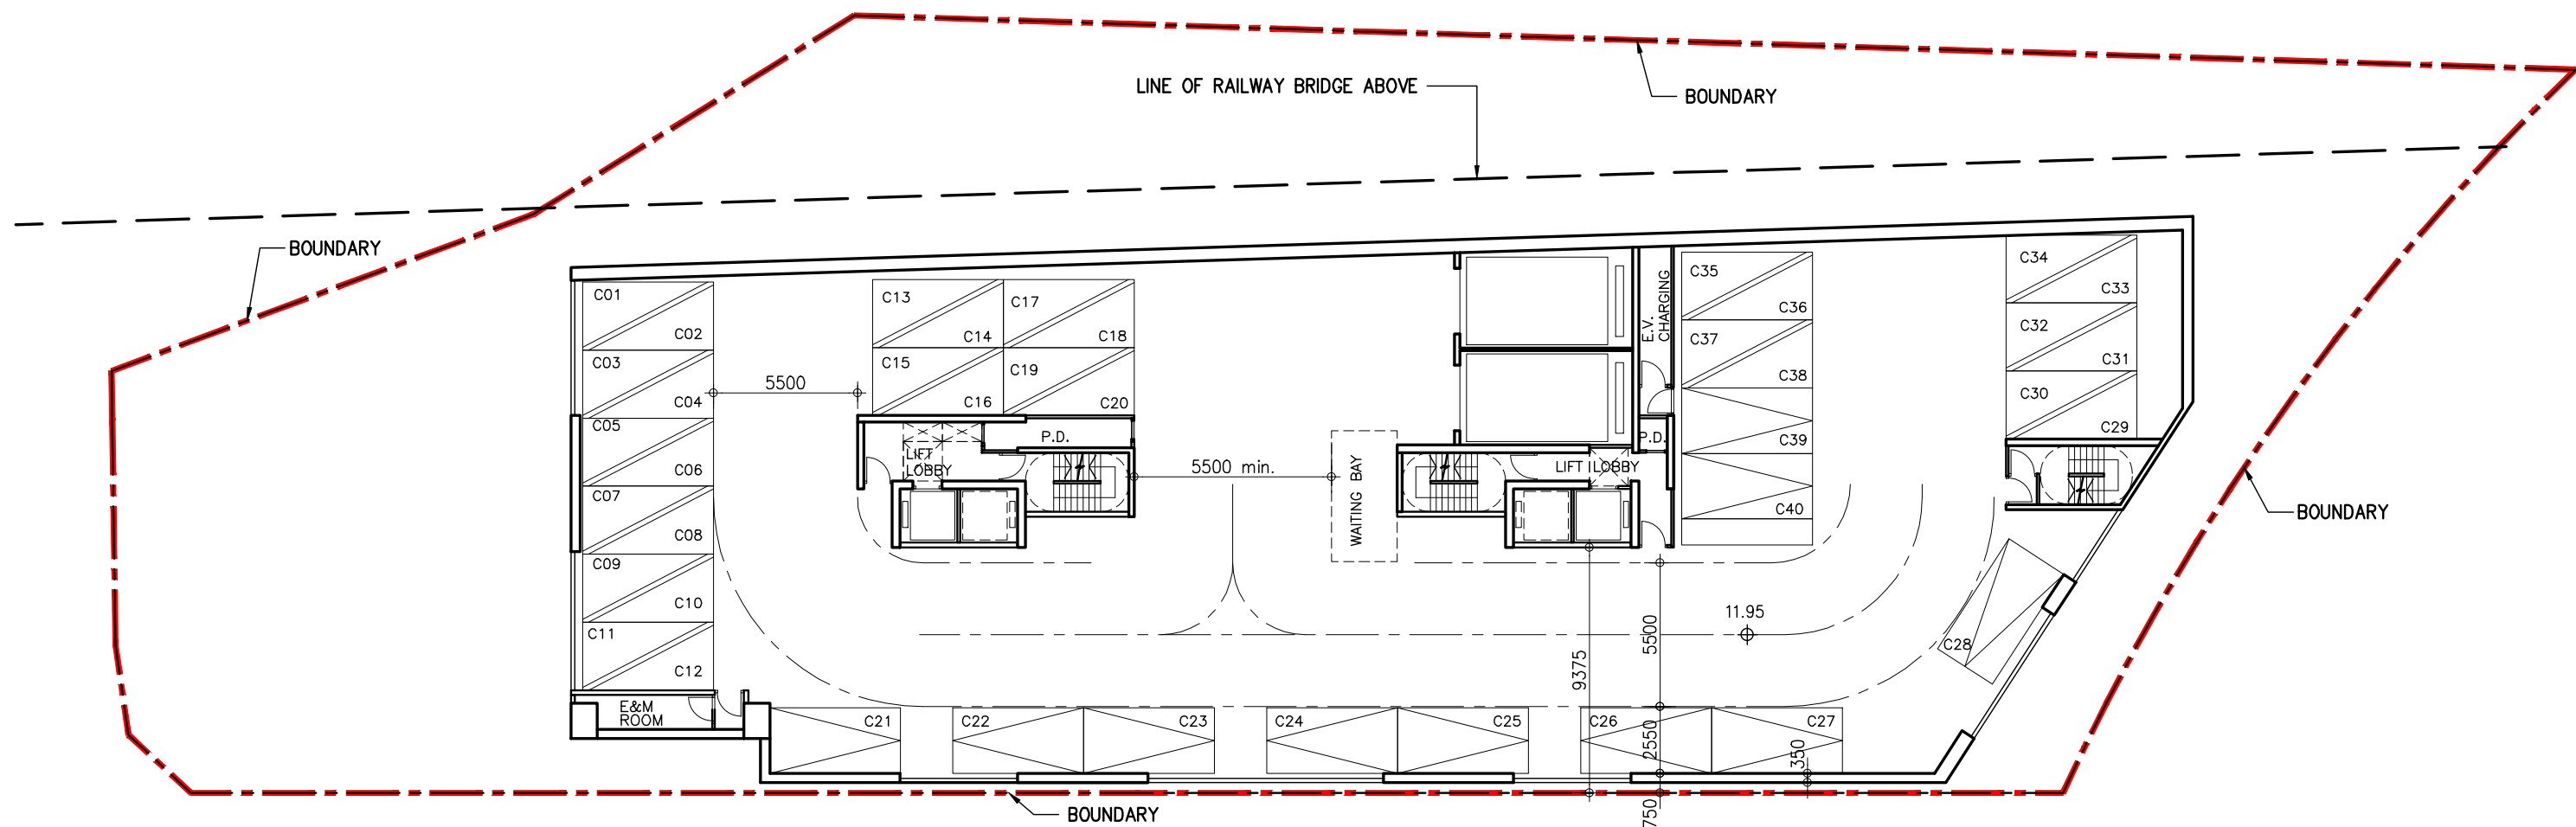 LINE OF RAILWAY BRIDGE ABOVE
BOUNDARY
BOUNDARY
C01
C02
C03
C04
C05
C06
C07
C08
C09
C10
C11
C12
E&M
ROOM
5500
C13
C14
C15
C16
C17
C18
C19
C20
P.D.
LIFT
LOBBY
5500 min.
WAITING BAY
LIFT LOBBY
P.D.
E.V.
CHARGING
C35
C36
C37
C38
C39
C40
C34
C33
C32
C31
C30
C29
BOUNDARY
11.95
C28
5500
9375
2550
350
750
C21
C22
C23
C24
C25
C26
C27
BOUNDARY